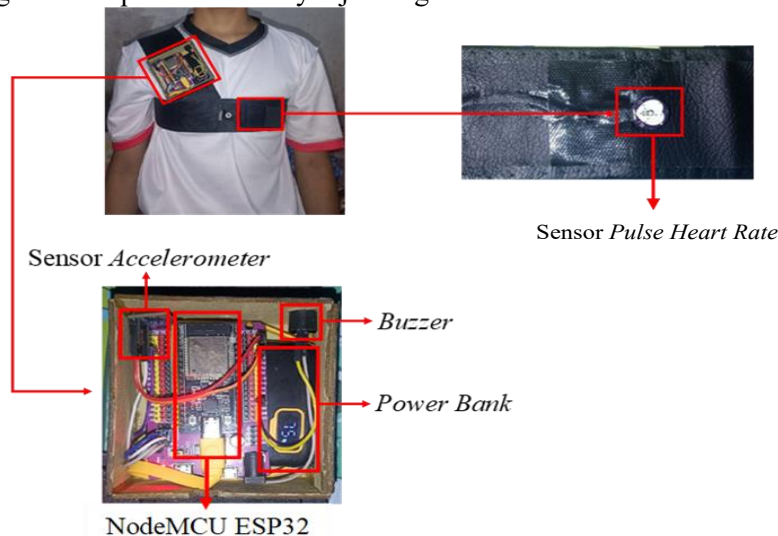 Sensor Pulse Heart Rate
Sensor Accelerometer
Buzzer
Power Bank
NodeMCU ESP32